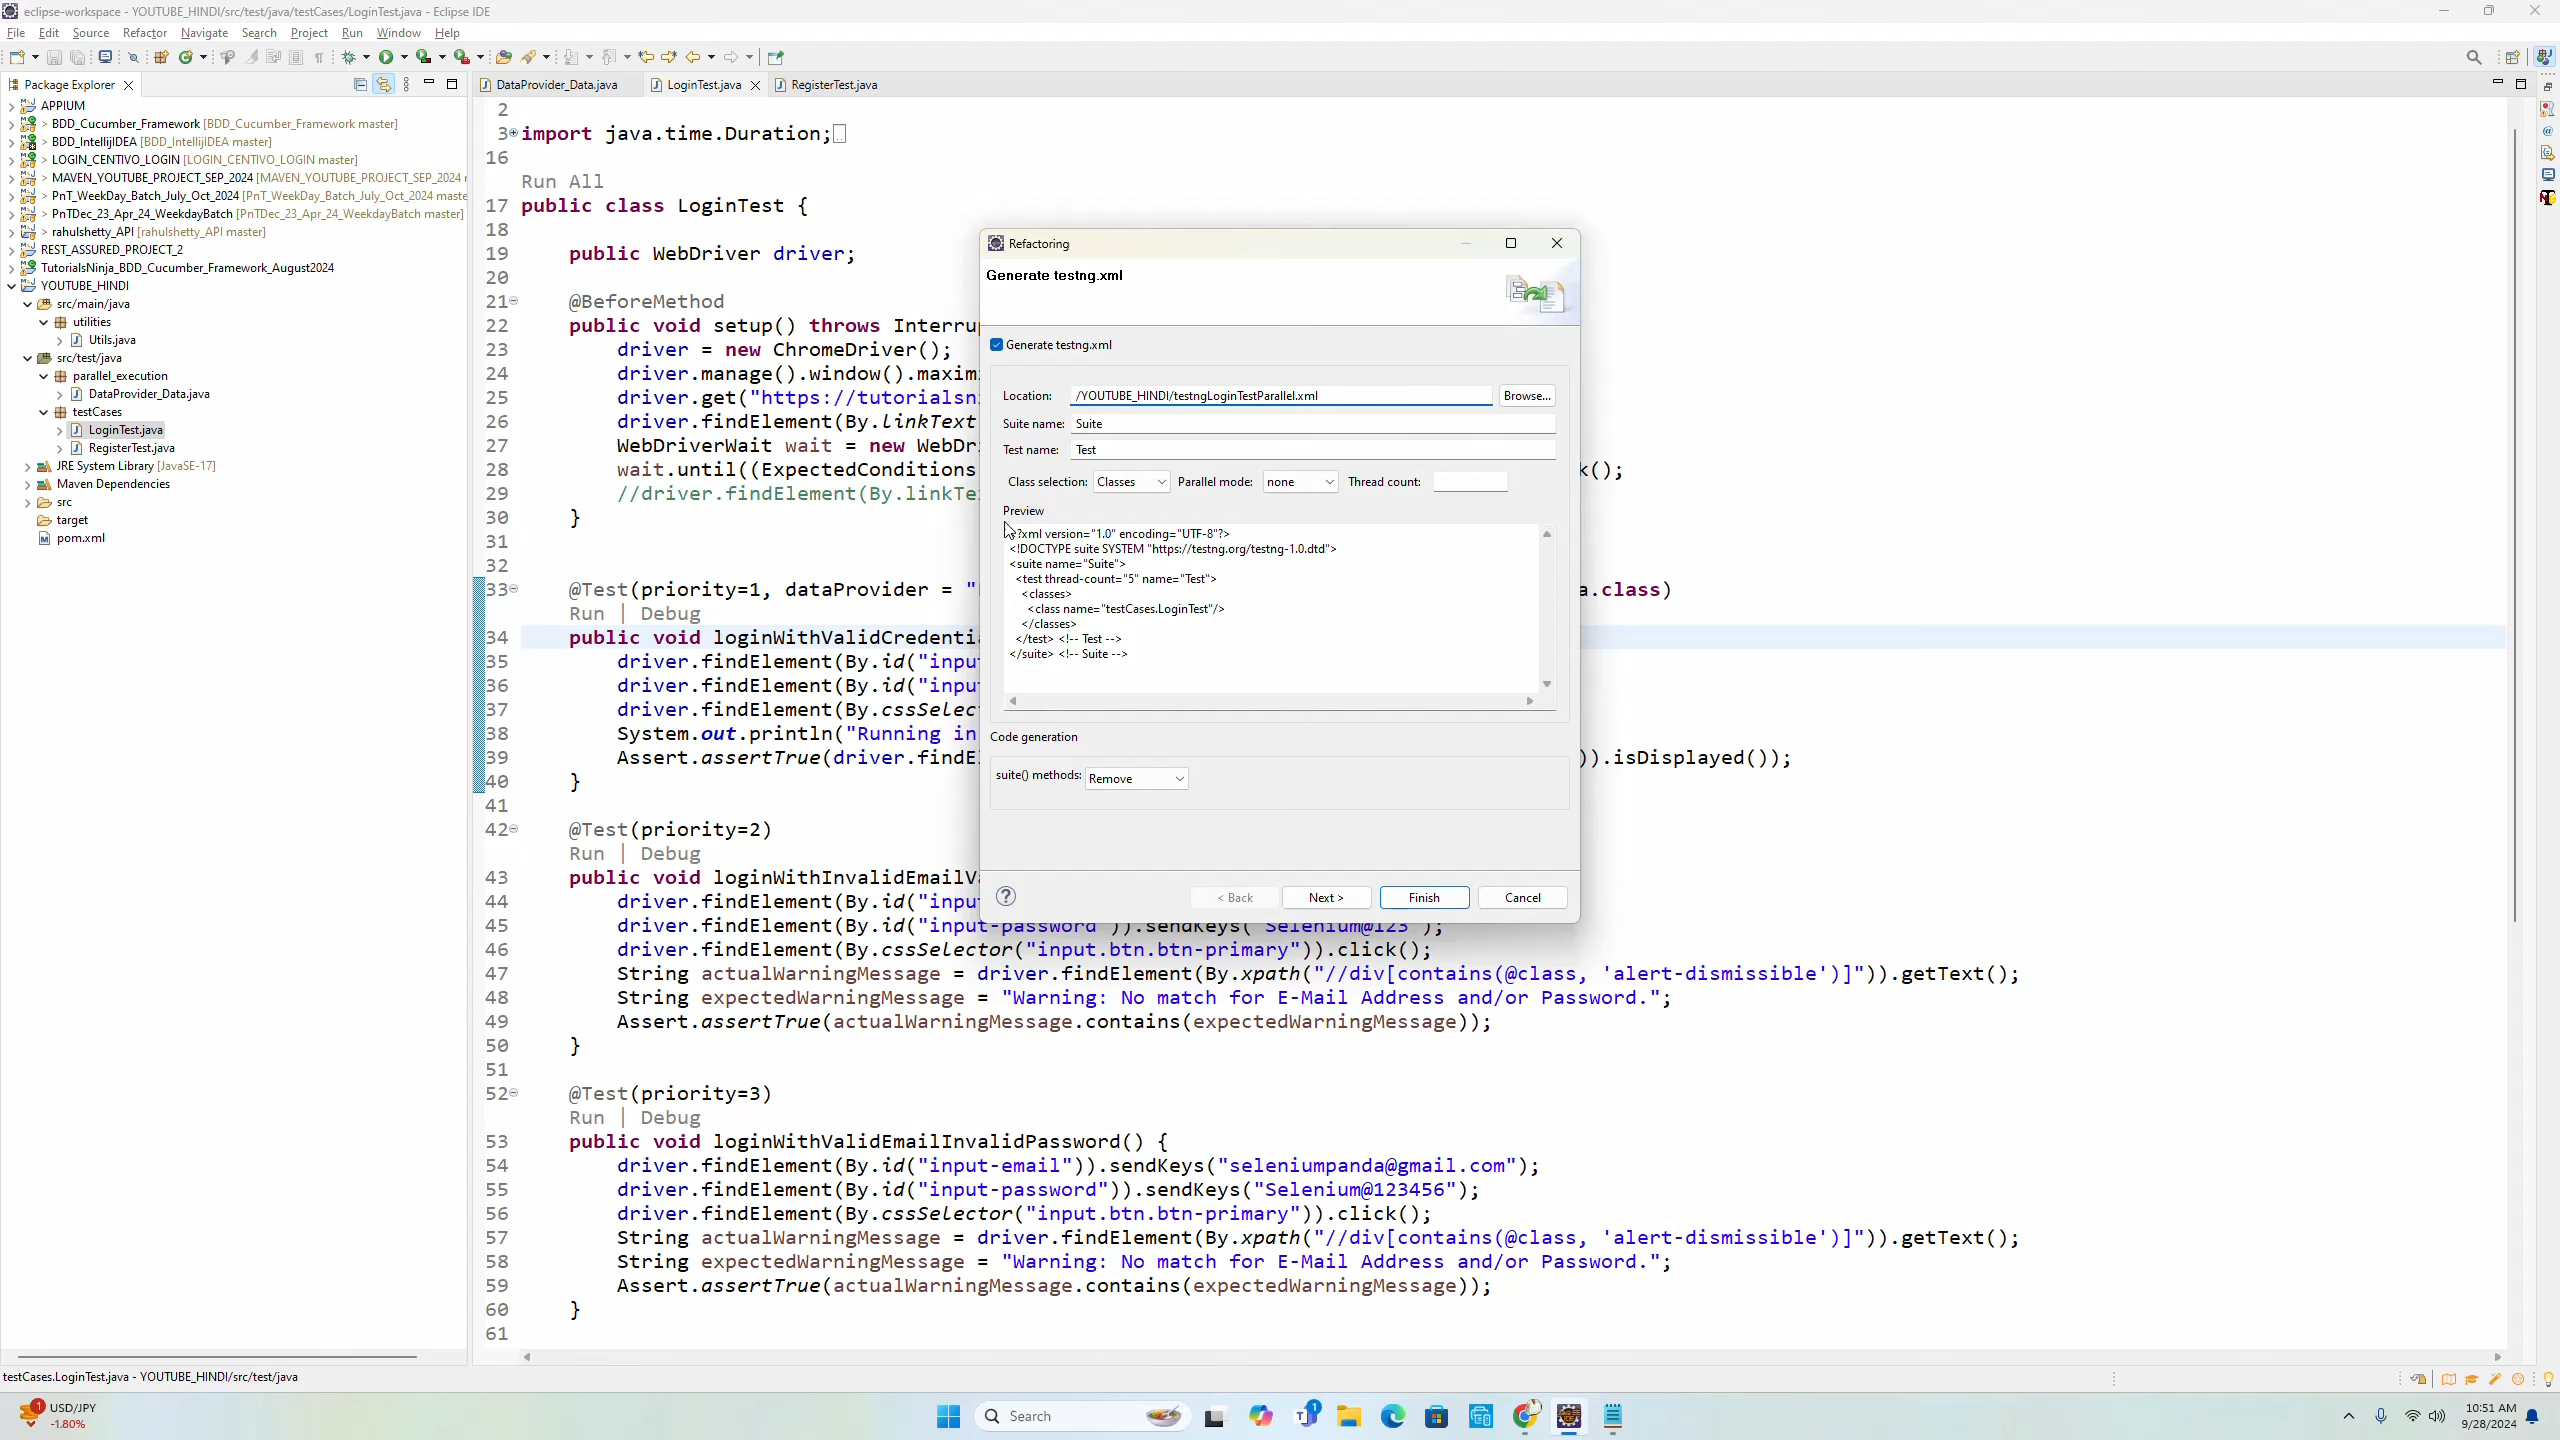 eclipse-workspace - YOUTUBE_HINDI/src/test/java/testCases/LoginTest.java - Eclipse IDE
File Edit Source Refactor Navigate Search Project Run Window Help
Package Explorer
DataProvider_Data.java LoginTest.java RegisterTest.java
APPIUM
> BDD_Cucumber_Framework [BDD_Cucumber_Framework master]
> BDD_IntellijIDEA [BDD_IntellijIDEA master]
> LOGIN_CENTIVO_LOGIN [LOGIN_CENTIVO_LOGIN master]
> MAVEN_YOUTUBE_PROJECT_SEP_2024 [MAVEN_YOUTUBE_PROJECT_SEP_2024
> PnT_WeekDay_Batch_July_Oct_2024 [PnT_WeekDay_Batch_July_Oct_2024 maste
> PnTDec_23_Apr_24_WeekdayBatch [PnTDec_23_Apr_24_WeekdayBatch master]
> rahulshetty_API [rahulshetty_API master]
REST_ASSURED_PROJECT_2
TutorialsNinja_BDD_Cucumber_Framework_August2024
YOUTUBE_HINDI
src/main/java
utilities
Utils.java
src/test/java
parallel_execution
DataProvider_Data.java
testCases
LoginTest.java
RegisterTest.java
JRE System Library [JavaSE-17]
Maven Dependencies
src
target
pom.xml
2
3 import java.time.Duration;
16
Run All
17 public class LoginTest {
18
19 public WebDriver driver;
20
21 @BeforeMethod
22 public void setup() throws Interru
23 driver = new ChromeDriver();
24 driver.manage().window().maxim
25 driver.get("https://tutorialsn
26 driver.findElement(By.linkText
27 WebDriverWait wait = new WebDr
28 wait.until((ExpectedConditions k();
29 //driver.findElement(By.linkTe
30 }
31
32
33 @Test(priority=1, dataProvider = " a.class)
Run | Debug
34 public void loginWithValidCredenti
35 driver.findElement(By.id("inpu
36 driver.findElement(By.id("inpu
37 driver.findElement(By.cssSelec
38 System.out.println("Running in
39 Assert.assertTrue(driver.findE )).isDisplayed());
40 }
41
42 @Test(priority=2)
Run | Debug
43 public void loginWithInvalidEmailV
44 driver.findElement(By.id("inpu
45 driver.findElement(By.id("input-password")).sendKeys("Selenium@123");
46 driver.findElement(By.cssSelector("input.btn.btn-primary")).click();
47 String actualWarningMessage = driver.findElement(By.xpath("//div[contains(@class, 'alert-dismissible')]")).getText();
48 String expectedWarningMessage = "Warning: No match for E-Mail Address and/or Password.";
49 Assert.assertTrue(actualWarningMessage.contains(expectedWarningMessage));
50 }
51
52 @Test(priority=3)
Run | Debug
53 public void loginWithValidEmailInvalidPassword() {
54 driver.findElement(By.id("input-email")).sendKeys("seleniumpanda@gmail.com");
55 driver.findElement(By.id("input-password")).sendKeys("Selenium@123456");
56 driver.findElement(By.cssSelector("input.btn.btn-primary")).click();
57 String actualWarningMessage = driver.findElement(By.xpath("//div[contains(@class, 'alert-dismissible')]")).getText();
58 String expectedWarningMessage = "Warning: No match for E-Mail Address and/or Password.";
59 Assert.assertTrue(actualWarningMessage.contains(expectedWarningMessage));
60 }
61
Refactoring
Generate testng.xml
Generate testng.xml
Location: /YOUTUBE_HINDI/testngLoginTestParallel.xml Browse...
Suite name: Suite
Test name: Test
Class selection: Classes Parallel mode: none Thread count:
Preview
<?xml version="1.0" encoding="UTF-8"?>
<!DOCTYPE suite SYSTEM "https://testng.org/testng-1.0.dtd">
<suite name="Suite">
<test thread-count="5" name="Test">
<classes>
<class name="testCases.LoginTest"/>
</classes>
</test> <!-- Test -->
</suite> <!-- Suite -->
Code generation
suite() methods: Remove
< Back Next > Finish Cancel
testCases.LoginTest.java - YOUTUBE_HINDI/src/test/java
1 USD/JPY
-1.80%
Search
1
10:51 AM
9/28/2024